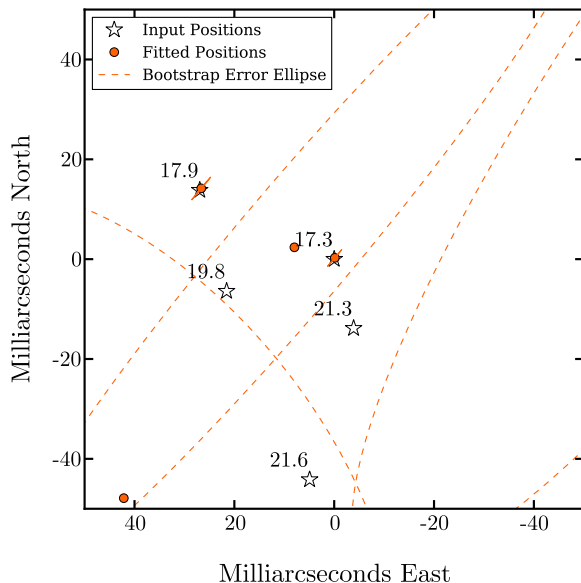 Input Positions
Fitted Positions
Bootstrap Error Ellipse
40
20
0
-20
-40
17.9
17.3
19.8
21.3
21.6
40 20 0 -20 -40
Milliarcseconds North
Milliarcseconds East